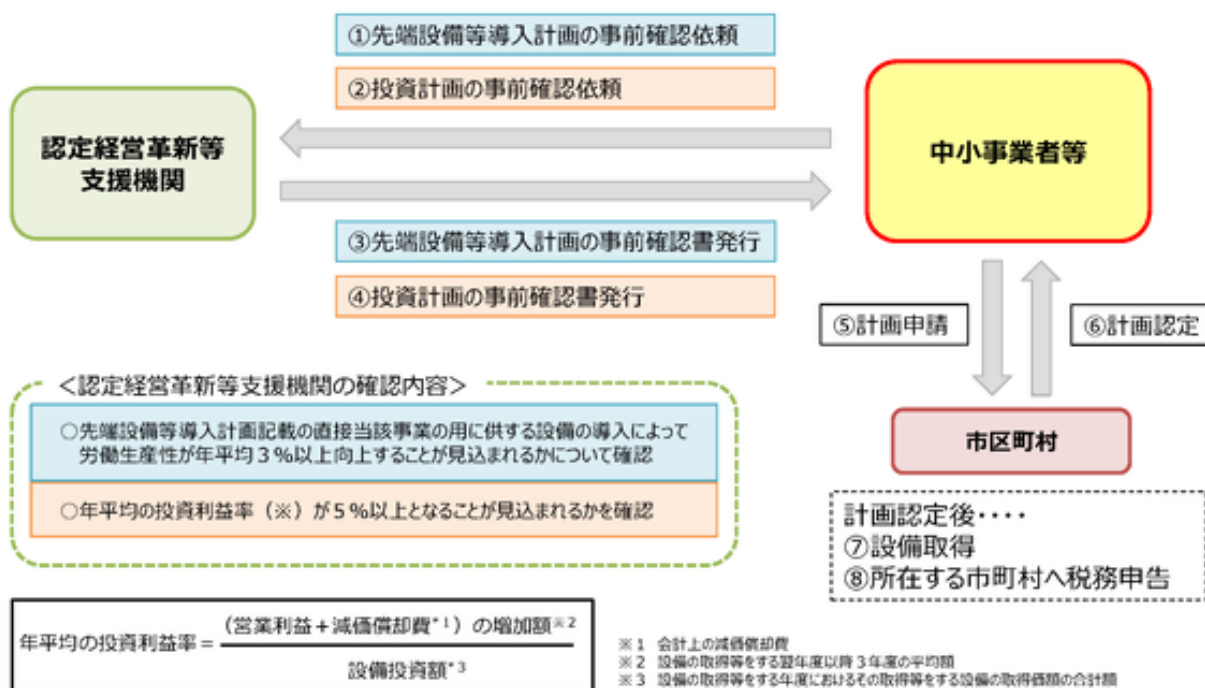 ①先端設備等導入計画の事前確認依頼
②投資計画の事前確認依頼
認定経営革新等
支援機関
中小事業者等
③先端設備等導入計画の事前確認書発行
④投資計画の事前確認書発行
⑤計画申請
⑥計画認定
<認定経営革新等支援機関の確認内容>
○先端設備等導入計画記載の直接当該事業の用に供する設備の導入によって
労働生産性が年平均3%以上向上することが見込まれるかについて確認
○年平均の投資利益率(※)が5%以上となることが見込まれるかを確認
市区町村
計画認定後・・・・
⑦設備取得
⑧所在する市町村へ税務申告
年平均の投資利益率=
(営業利益+減価償却費*1)の増加額※2
設備投資額*3
※1 会計上の減価償却費
※2 設備の取得等をする翌年度以降3年度の平均額
※3 設備の取得等をする年度におけるその取得等をする設備の取得価額の合計額